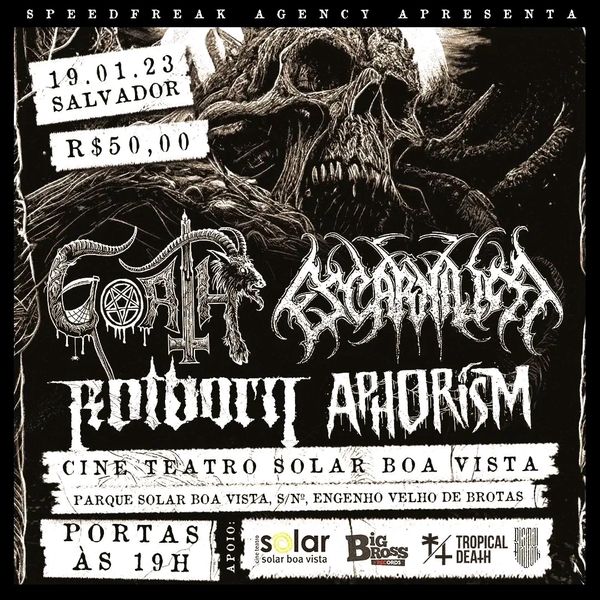 SPEEDFREAK AGENCY APRESENTA
19.01.23
SALVADOR
R$50,00
GOATH
ESCARNIUM
ROTBORN
APHORISM
CINE TEATRO SOLAR BOA VISTA
PARQUE SOLAR BOA VISTA, S/Nº, ENGENHO VELHO DE BROTAS
PORTAS
ÀS 19H
APOIO:
cine teatro
solar
solar boa vista
BIG
BROSS
RECORDS
TROPICAL
DEATH